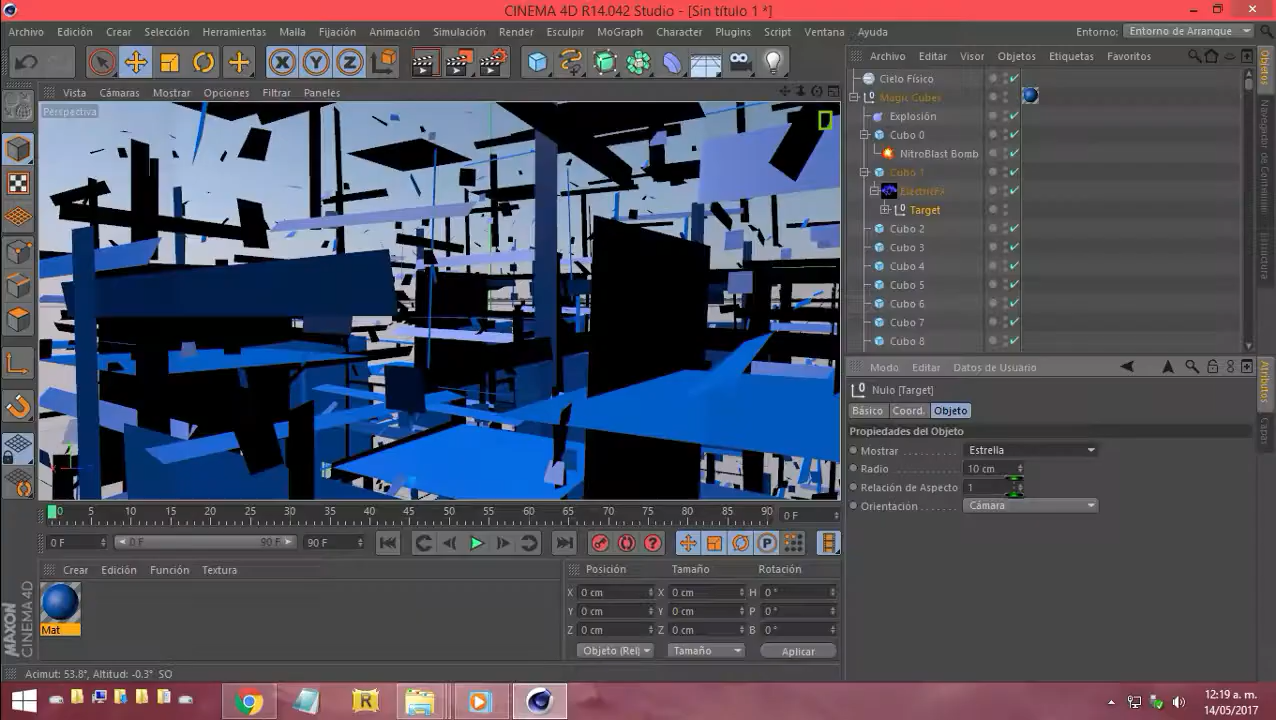 CINEMA 4D R14.042 Studio - [Sin título 1 *]
Archivo Edición Crear Selección Herramientas Malla Fijación Animación Simulación Render Esculpir MoGraph Character Plugins Script Ventana Ayuda Entorno: Entorno de Arranque
Archivo Editar Visor Objetos Etiquetas Favoritos
Vista Cámaras Mostrar Opciones Filtrar Paneles
Perspectiva
Cielo Físico
Magic Cubes
Explosión
Cubo 0
NitroBlast Bomb
Cubo 1
ElectricFX
Target
Cubo 2
Cubo 3
Cubo 4
Cubo 5
Cubo 6
Cubo 7
Cubo 8
Objetos
Navegador de Contenido
Estructura
Modo Editar Datos de Usuario
Nulo [Target]
Básico Coord. Objeto
Propiedades del Objeto
Mostrar Estrella
Radio 10 cm
Relación de Aspecto 1
Orientación Cámara
Atributos
Capas
0 5 10 15 20 25 30 35 40 45 50 55 60 65 70 75 80 85 90 0 F
0 F 0 F 90 F 90 F
Crear Edición Función Textura
Mat
Posición Tamaño Rotación
X 0 cm X 0 cm H 0 °
Y 0 cm Y 0 cm P 0 °
Z 0 cm Z 0 cm B 0 °
Objeto (Rel) Tamaño Aplicar
MAXON
CINEMA 4D
Acimut: 53.8°, Altitud: -0.3° SO
12:19 a. m.
14/05/2017